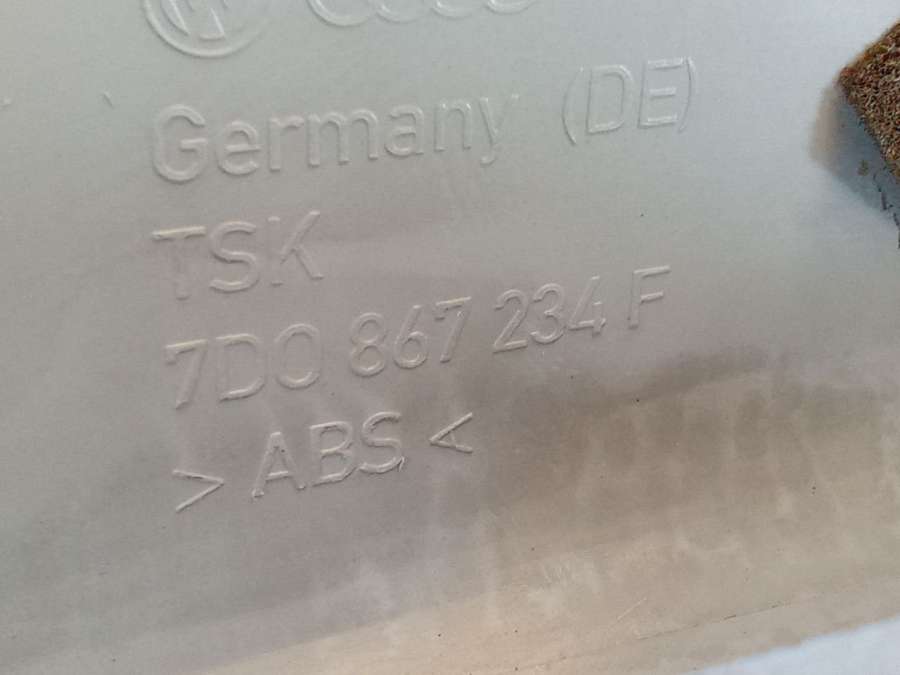 Germany (DE)
TSK
7D0 867 234 F
> ABS <